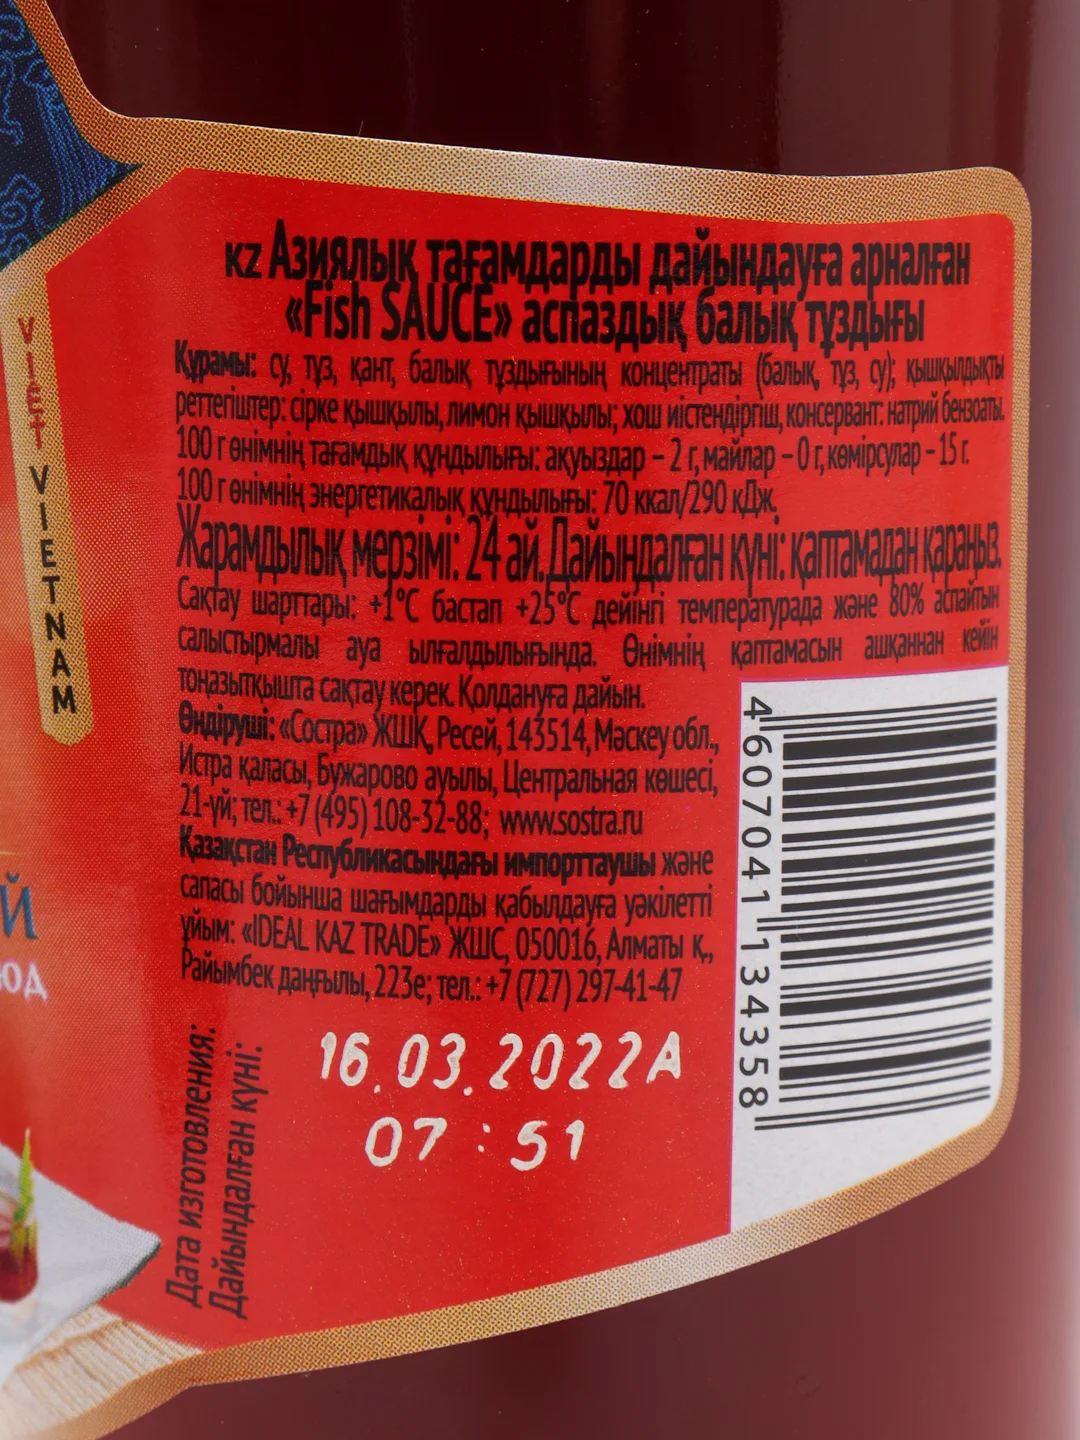 KZ Азиялық тағамдарды дайындауға арналған
«Fish SAUCE» аспаздық балық тұздығы
Құрамы: су, тұз, қант, балық тұздығының концентраты (балық, тұз, су); қышқылдықты
реттегіштер: сірке қышқылы, лимон қышқылы; хош иістендіргіш, консервант: натрий бензоаты.
100 г өнімнің тағамдық құндылығы: ақуыздар – 2 г, майлар – 0 г, көмірсулар – 15 г.
100 г өнімнің энергетикалық құндылығы: 70 ккал/290 кДж.
Жарамдылық мерзімі: 24 ай. Дайындалған күні: қаптамадан қараңыз.
Сақтау шарттары: +1°С бастап +25°С дейінгі температурада және 80% аспайтын
салыстырмалы ауа ылғалдылығында. Өнімнің қаптамасын ашқаннан кейін
тоңазытқышта сақтау керек. Қолдануға дайын.
Өндіруші: «Состра» ЖШҚ, Ресей, 143514, Мәскеу обл.,
Истра қаласы, Бужарово ауылы, Центральная көшесі,
21-үй; тел.: +7 (495) 108-32-88; www.sostra.ru
Қазақстан Республикасындағы импорттаушы және
сапасы бойынша шағымдарды қабылдауға уәкілетті
ұйым: «IDEAL KAZ TRADE» ЖШС, 050016, Алматы қ.,
Райымбек даңғылы, 223е; тел.: +7 (727) 297-41-47
Дата изготовления:
Дайындалған күні:
16.03.2022A
07:51
4607041134358
VIET VIETNAM